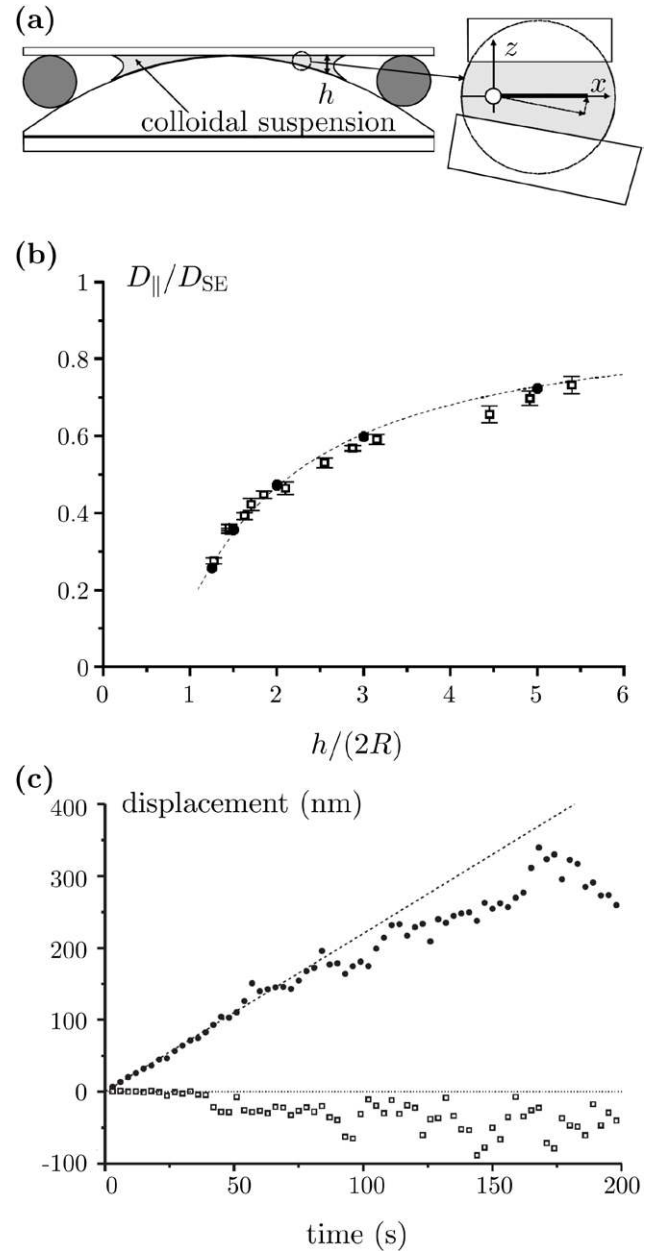 (a)
z
x
h
colloidal suspension
(b)
D∥/D_SE
1
0.8
0.6
0.4
0.2
0
0 1 2 3 4 5 6
h/(2R)
(c)
displacement (nm)
400
300
200
100
0
-100
0 50 100 150 200
time (s)